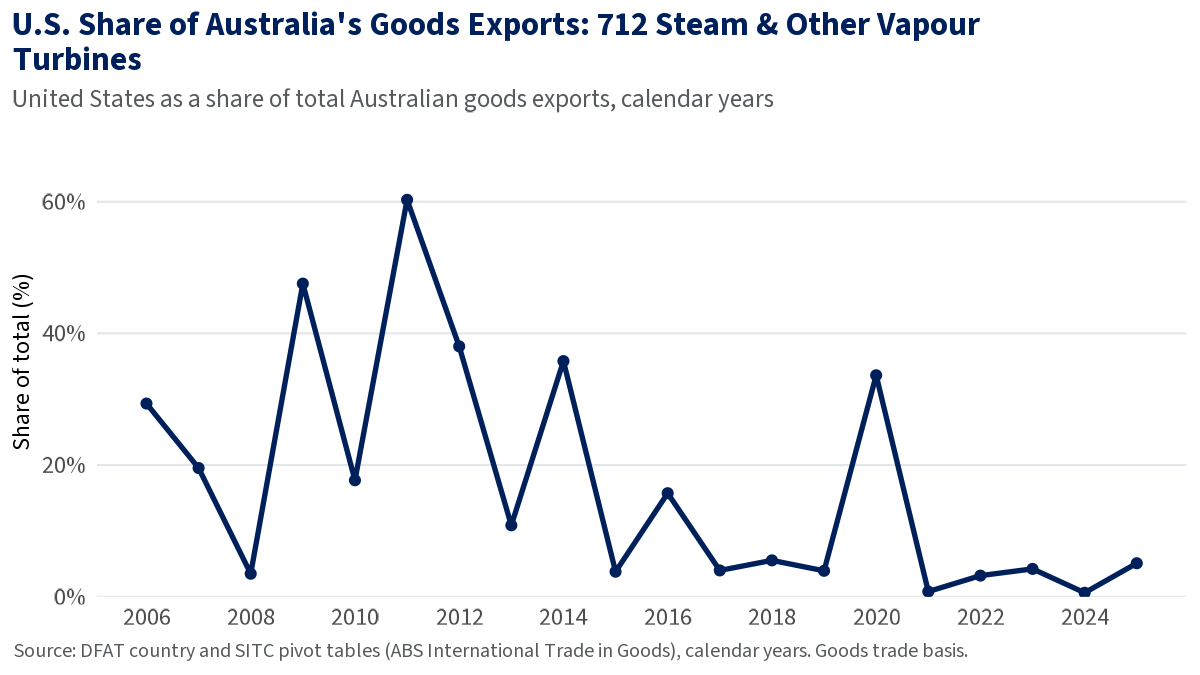 U.S. Share of Australia's Goods Exports: 712 Steam & Other Vapour
Turbines
United States as a share of total Australian goods exports, calendar years
Share of total (%)
60%
40%
20%
0%
2006 2008 2010 2012 2014 2016 2018 2020 2022 2024
Source: DFAT country and SITC pivot tables (ABS International Trade in Goods), calendar years. Goods trade basis.